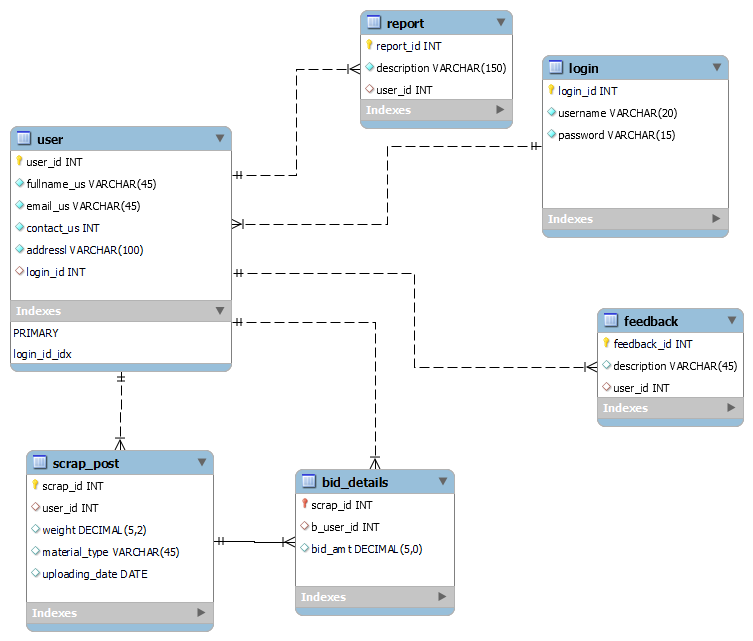 report
report_id INT
description VARCHAR(150)
user_id INT
Indexes
login
login_id INT
username VARCHAR(20)
password VARCHAR(15)
Indexes
user
user_id INT
fullname_us VARCHAR(45)
email_us VARCHAR(45)
contact_us INT
addressl VARCHAR(100)
login_id INT
Indexes
PRIMARY
login_id_idx
feedback
feedback_id INT
description VARCHAR(45)
user_id INT
Indexes
scrap_post
scrap_id INT
user_id INT
weight DECIMAL(5,2)
material_type VARCHAR(45)
uploading_date DATE
Indexes
bid_details
scrap_id INT
b_user_id INT
bid_amt DECIMAL(5,0)
Indexes